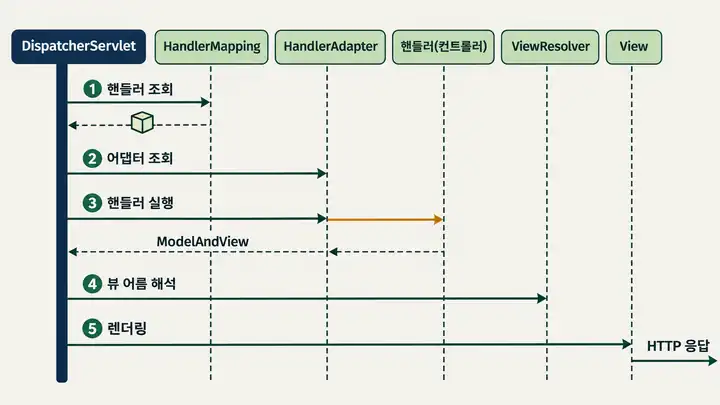 DispatcherServlet
HandlerMapping
HandlerAdapter
핸들러(컨트롤러)
ViewResolver
View
1 핸들러 조회
2 어댑터 조회
3 핸들러 실행
ModelAndView
4 뷰 어름 해석
5 렌더링
HTTP 응답